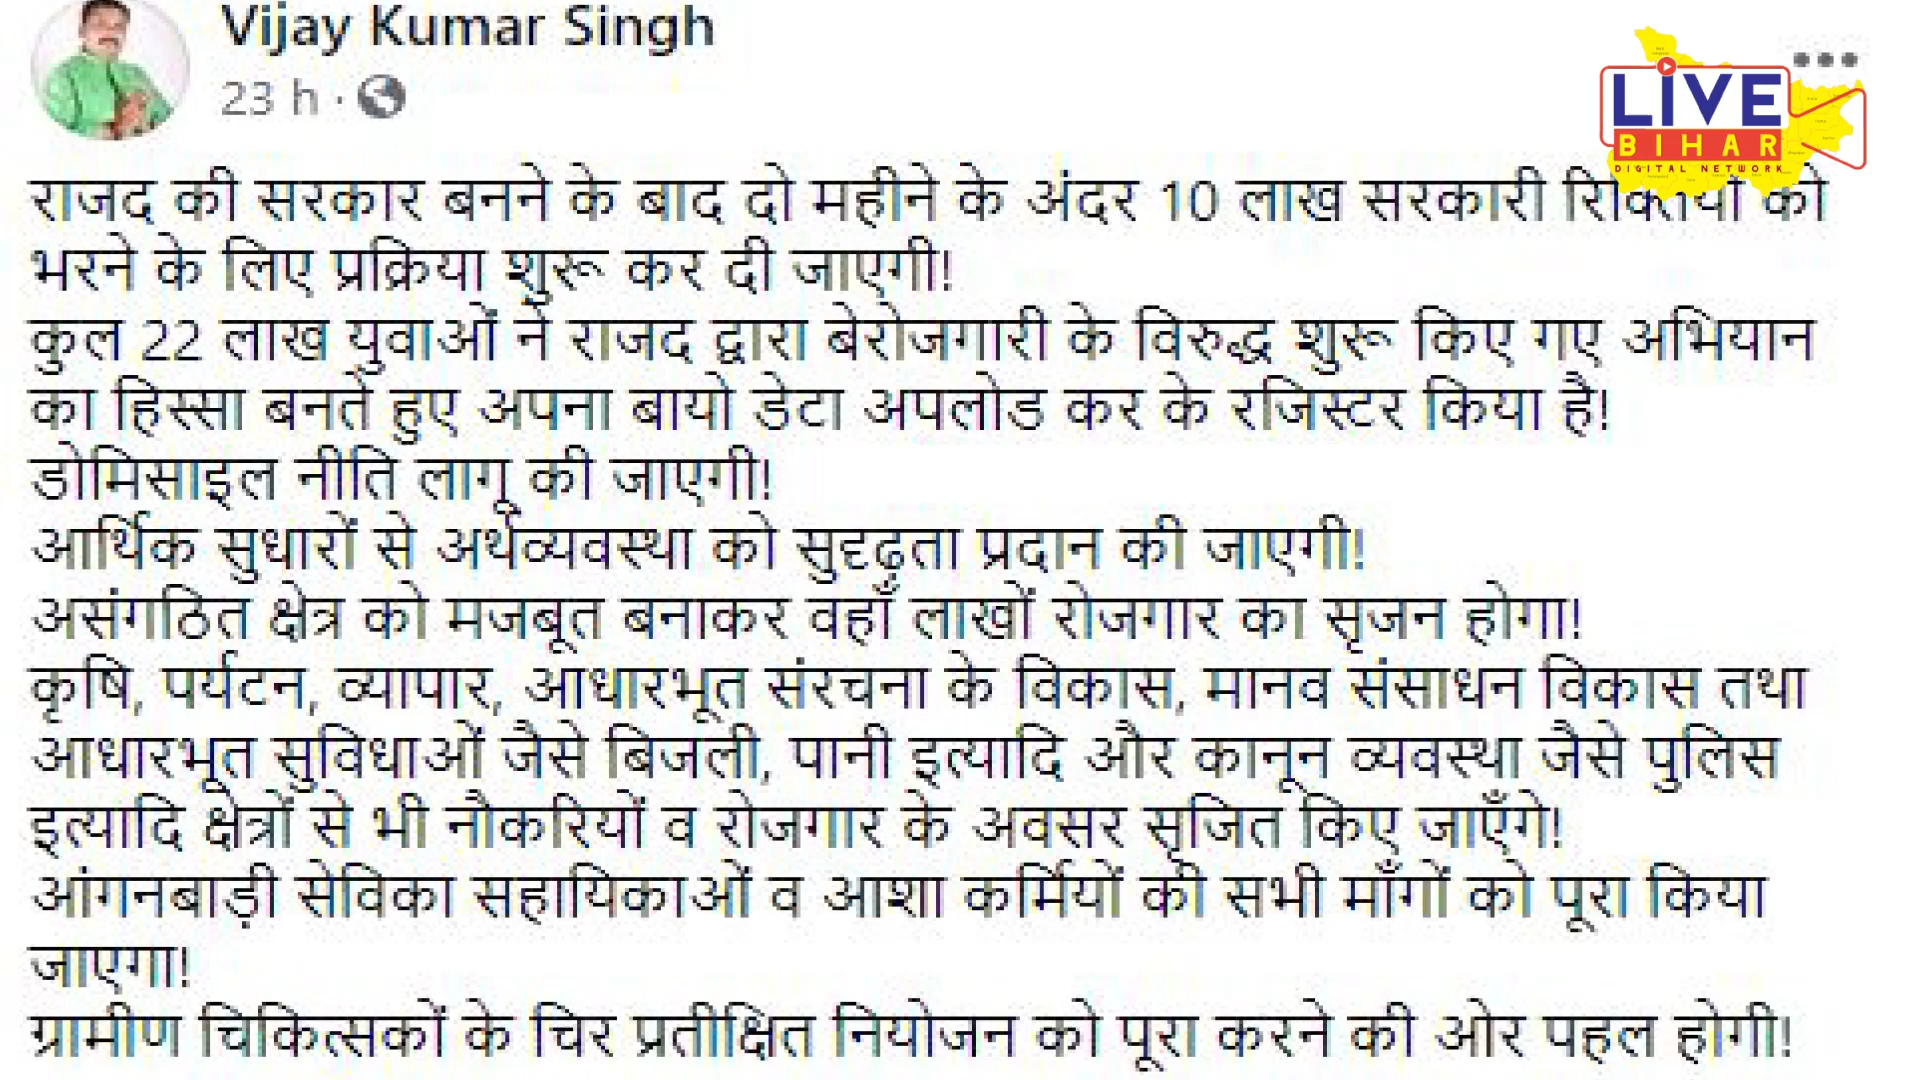 Vijay Kumar Singh
23 h ·
LIVE
BIHAR
DIGITAL NETWORK
राजद की सरकार बनने के बाद दो महीने के अंदर 10 लाख सरकारी रिक्तियों को
भरने के लिए प्रक्रिया शुरू कर दी जाएगी!
कुल 22 लाख युवाओं ने राजद द्वारा बेरोजगारी के विरुद्ध शुरू किए गए अभियान
का हिस्सा बनते हुए अपना बायो डेटा अपलोड कर के रजिस्टर किया है!
डोमिसाइल नीति लागू की जाएगी!
आर्थिक सुधारों से अर्थव्यवस्था को सुदृढ़ता प्रदान की जाएगी!
असंगठित क्षेत्र को मजबूत बनाकर वहाँ लाखों रोजगार का सृजन होगा!
कृषि, पर्यटन, व्यापार, आधारभूत संरचना के विकास, मानव संसाधन विकास तथा
आधारभूत सुविधाओं जैसे बिजली, पानी इत्यादि और कानून व्यवस्था जैसे पुलिस
इत्यादि क्षेत्रों से भी नौकरियों व रोजगार के अवसर सृजित किए जाएँगे!
आंगनबाड़ी सेविका सहायिकाओं व आशा कर्मियों की सभी माँगों को पूरा किया
जाएगा!
ग्रामीण चिकित्सकों के चिर प्रतीक्षित नियोजन को पूरा करने की ओर पहल होगी!